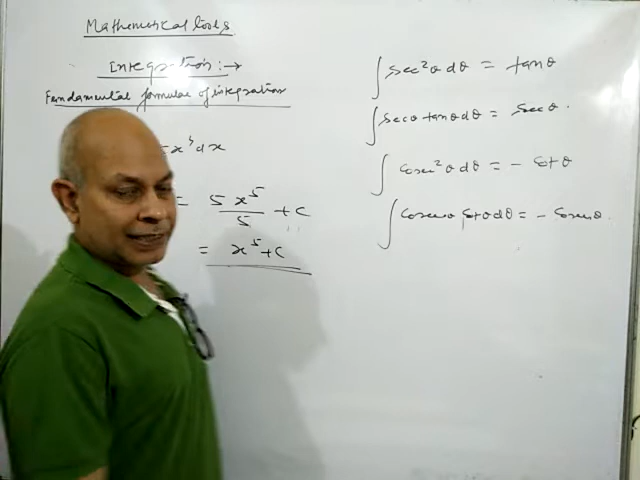 Mathematical tools
Integration:→
Fundamental formulae of integration
x⁴dx
= 5x⁵/5 + c
= x⁵+c
∫ sec²θ dθ = tanθ
∫ secθ tanθ dθ = secθ.
∫ cosec²θ dθ = - cotθ
∫ cosecθ cotθ dθ = - cosecθ.